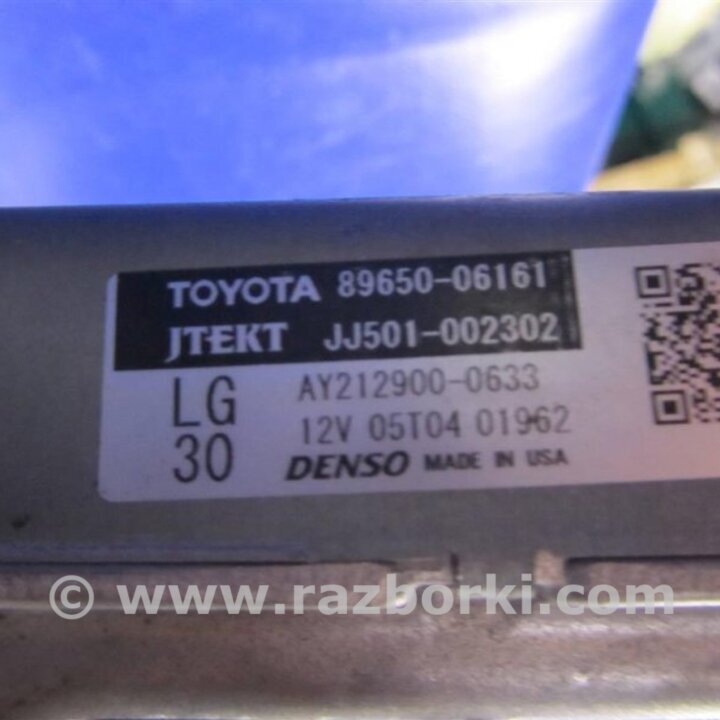 TOYOTA 89650-06161
JTEKT JJ501-002302
LG AY212900-0633
30 12V 05T04 01962
DENSO MADE IN USA
© www.razborki.com